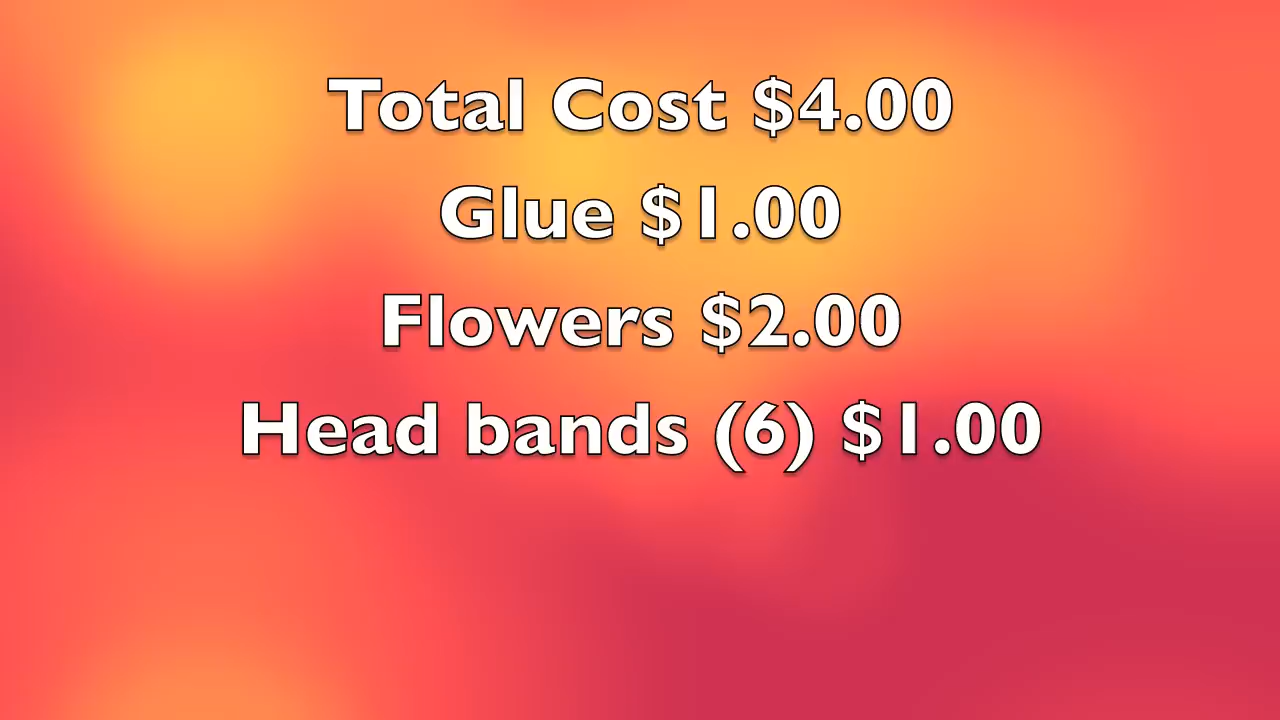 Total Cost $4.00
Glue $1.00
Flowers $2.00
Head bands (6) $1.00